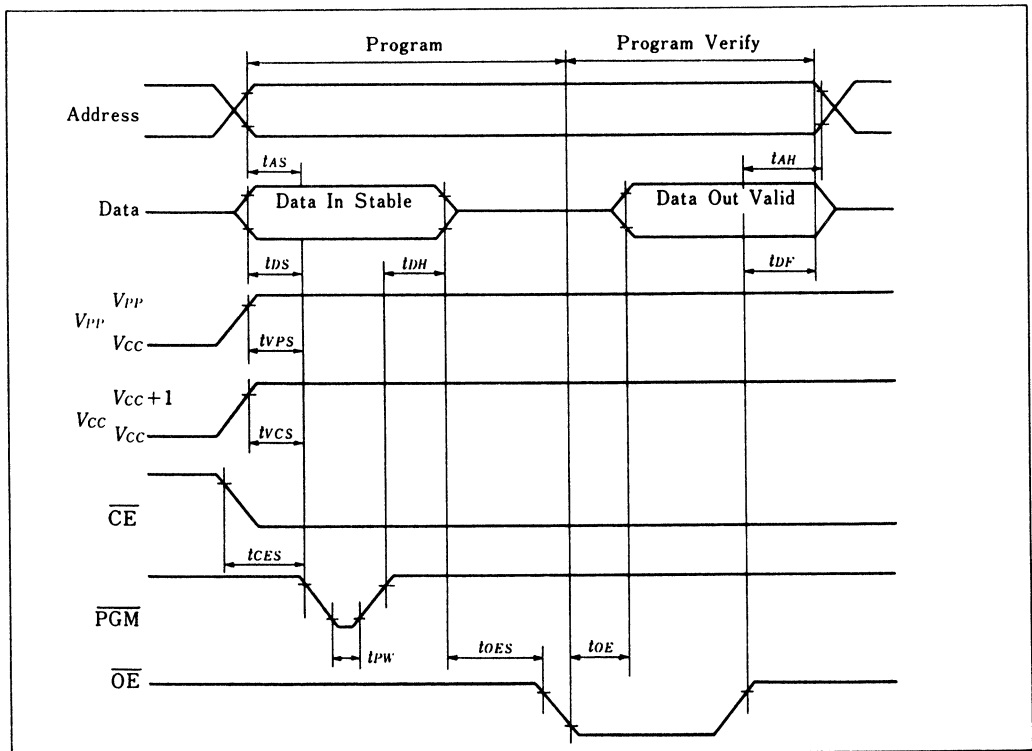 Program Program Verify
Address
tAS tAH
Data Data In Stable Data Out Valid
tDS tDH tDF
VPP
VPP
VCC
tVPS
VCC+1
VCC VCC
tVCS
CE
tCES
PGM
tPW tOES tOE
OE